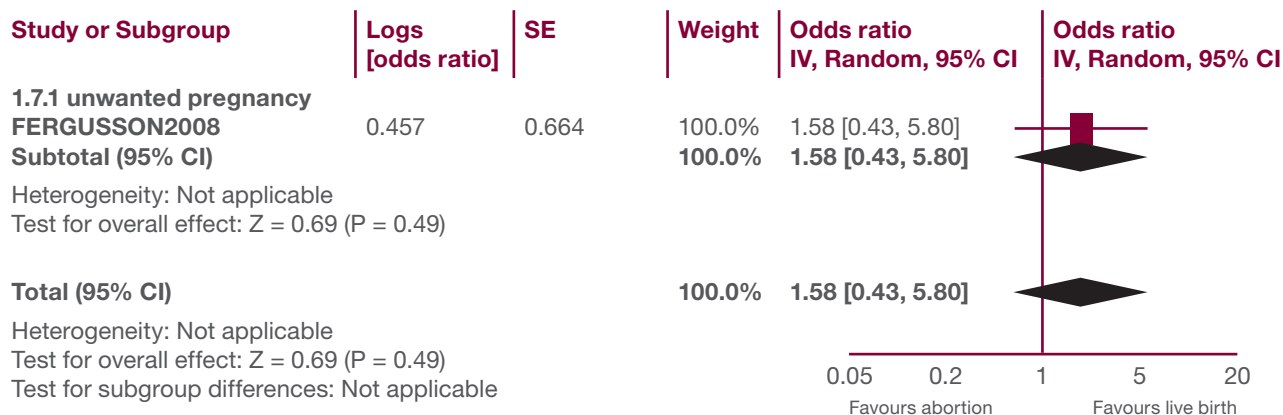 Study or Subgroup Logs [odds ratio] SE Weight Odds ratio IV, Random, 95% CI Odds ratio IV, Random, 95% CI
1.7.1 unwanted pregnancy
FERGUSSON2008 0.457 0.664 100.0% 1.58 [0.43, 5.80]
Subtotal (95% CI) 100.0% 1.58 [0.43, 5.80]
Heterogeneity: Not applicable
Test for overall effect: Z = 0.69 (P = 0.49)
Total (95% CI) 100.0% 1.58 [0.43, 5.80]
Heterogeneity: Not applicable
Test for overall effect: Z = 0.69 (P = 0.49)
Test for subgroup differences: Not applicable
0.05 0.2 1 5 20
Favours abortion Favours live birth